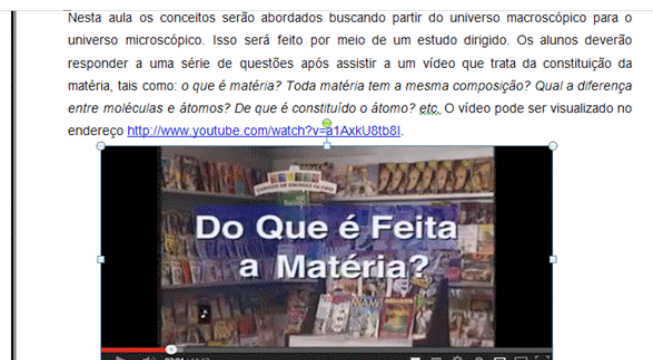 Nesta aula os conceitos serão abordados buscando partir do universo macroscópico para o
universo microscópico. Isso será feito por meio de um estudo dirigido. Os alunos deverão
responder a uma série de questões após assistir a um vídeo que trata da constituição da
matéria, tais como: o que é matéria? Toda matéria tem a mesma composição? Qual a diferença
entre moléculas e átomos? De que é constituído o átomo? etc. O vídeo pode ser visualizado no
endereço http://www.youtube.com/watch?v=a1AxkU8tb8I.
Do Que é Feita
a Matéria?